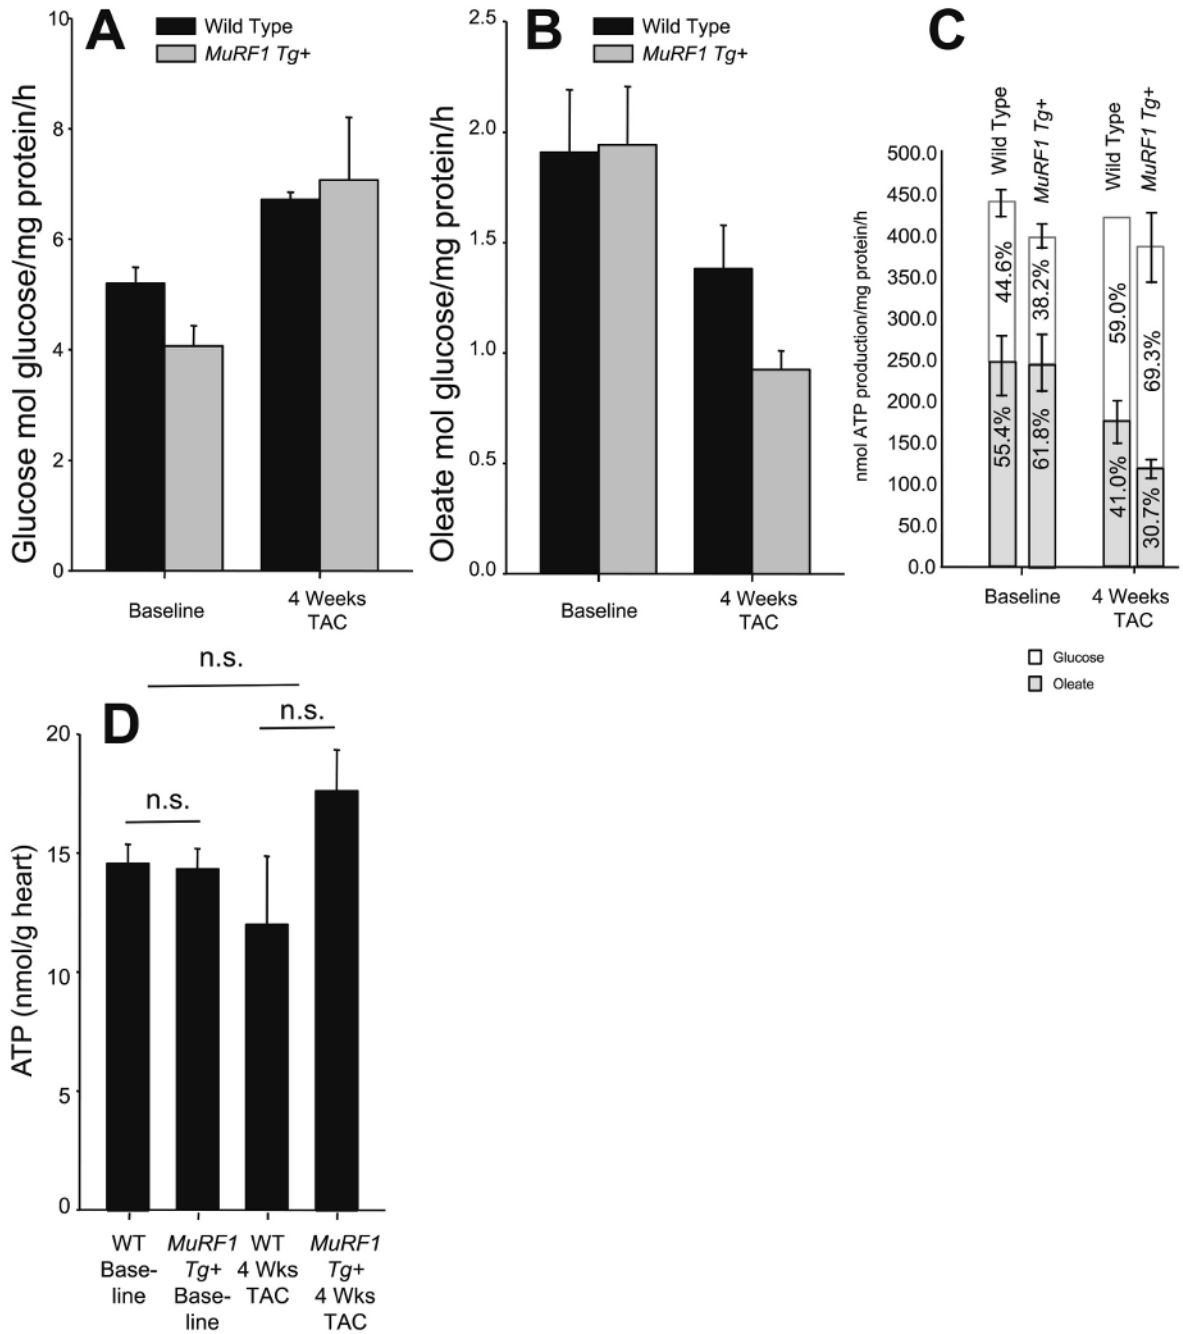 A
Wild Type
MuRF1 Tg+
Glucose mol glucose/mg protein/h
10
8
6
4
2
0
Baseline
4 Weeks
TAC
B
Wild Type
MuRF1 Tg+
Oleate mol glucose/mg protein/h
2.5
2.0
1.5
1.0
0.5
0.0
Baseline
4 Weeks
TAC
C
Wild Type
MuRF1 Tg+
Wild Type
MuRF1 Tg+
nmol ATP production/mg protein/h
500.0
450.0
400.0
350.0
300.0
250.0
200.0
150.0
100.0
50.0
0.0
44.6%
38.2%
59.0%
69.3%
55.4%
61.8%
41.0%
30.7%
Baseline
4 Weeks
TAC
Glucose
Oleate
n.s.
D
n.s.
n.s.
ATP (nmol/g heart)
20
15
10
5
0
WT
Base-
line
MuRF1
Tg+
Base-
line
WT
4 Wks
TAC
MuRF1
Tg+
4 Wks
TAC